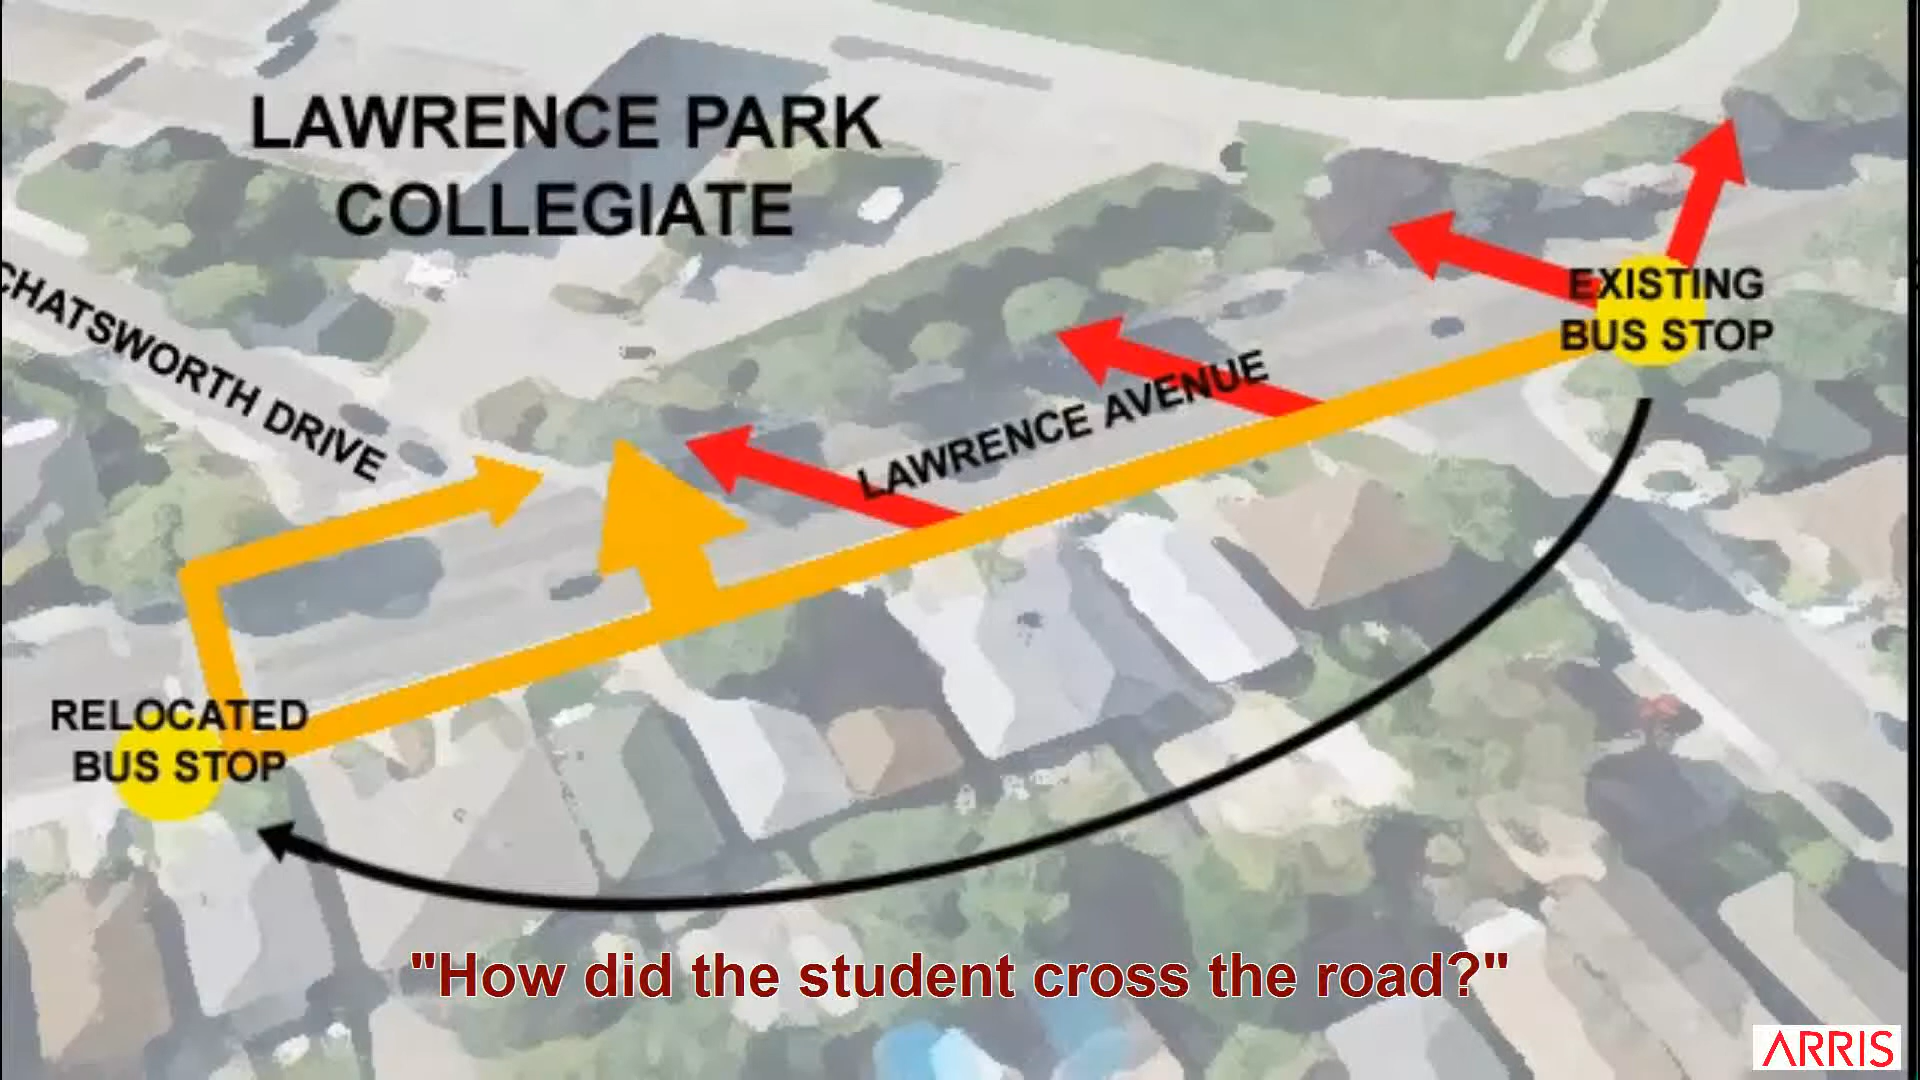 LAWRENCE PARK
COLLEGIATE
CHATSWORTH DRIVE
EXISTING
BUS STOP
LAWRENCE AVENUE
RELOCATED
BUS STOP
"How did the student cross the road?"
ARRIS